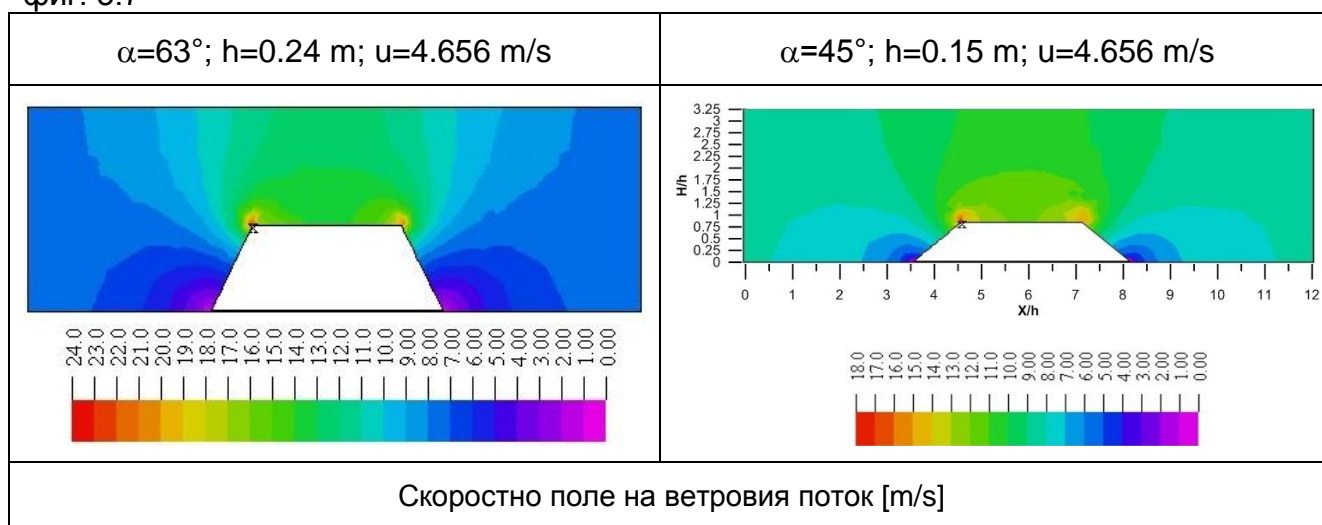 фиг. 3.7
α=63°; h=0.24 m; u=4.656 m/s
α=45°; h=0.15 m; u=4.656 m/s
x
24.0 23.0 22.0 21.0 20.0 19.0 18.0 17.0 16.0 15.0 14.0 13.0 12.0 11.0 10.0 9.00 8.00 7.00 6.00 5.00 4.00 3.00 2.00 1.00 0.00
3.25
3
2.75
2.5
2.25
2
1.75
1.5
1.25
1
0.75
0.5
0.25
0
H/h
x
0 1 2 3 4 5 6 7 8 9 10 11 12
X/h
18.0 17.0 16.0 15.0 14.0 13.0 12.0 11.0 10.0 9.00 8.00 7.00 6.00 5.00 4.00 3.00 2.00 1.00 0.00
Скоростно поле на ветровия поток [m/s]